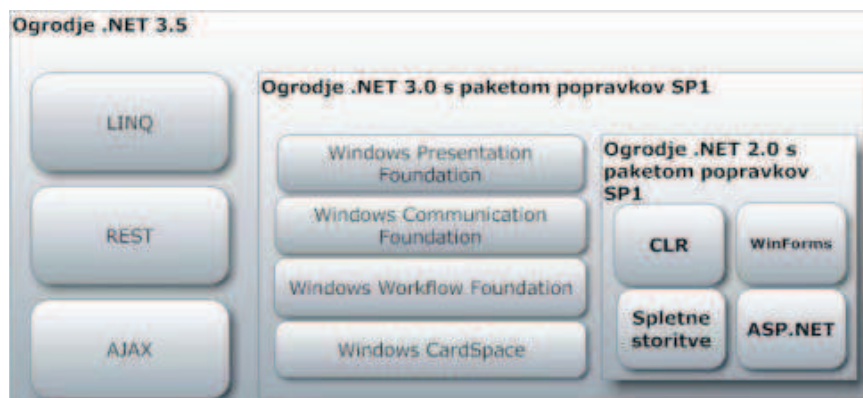 Ogrodje .NET 3.5
LINQ
REST
AJAX
Ogrodje .NET 3.0 s paketom popravkov SP1
Windows Presentation
Foundation
Windows Communication
Foundation
Windows Workflow Foundation
Windows CardSpace
Ogrodje .NET 2.0 s
paketom popravkov
SP1
CLR
WinForms
Spletne
storitve
ASP.NET